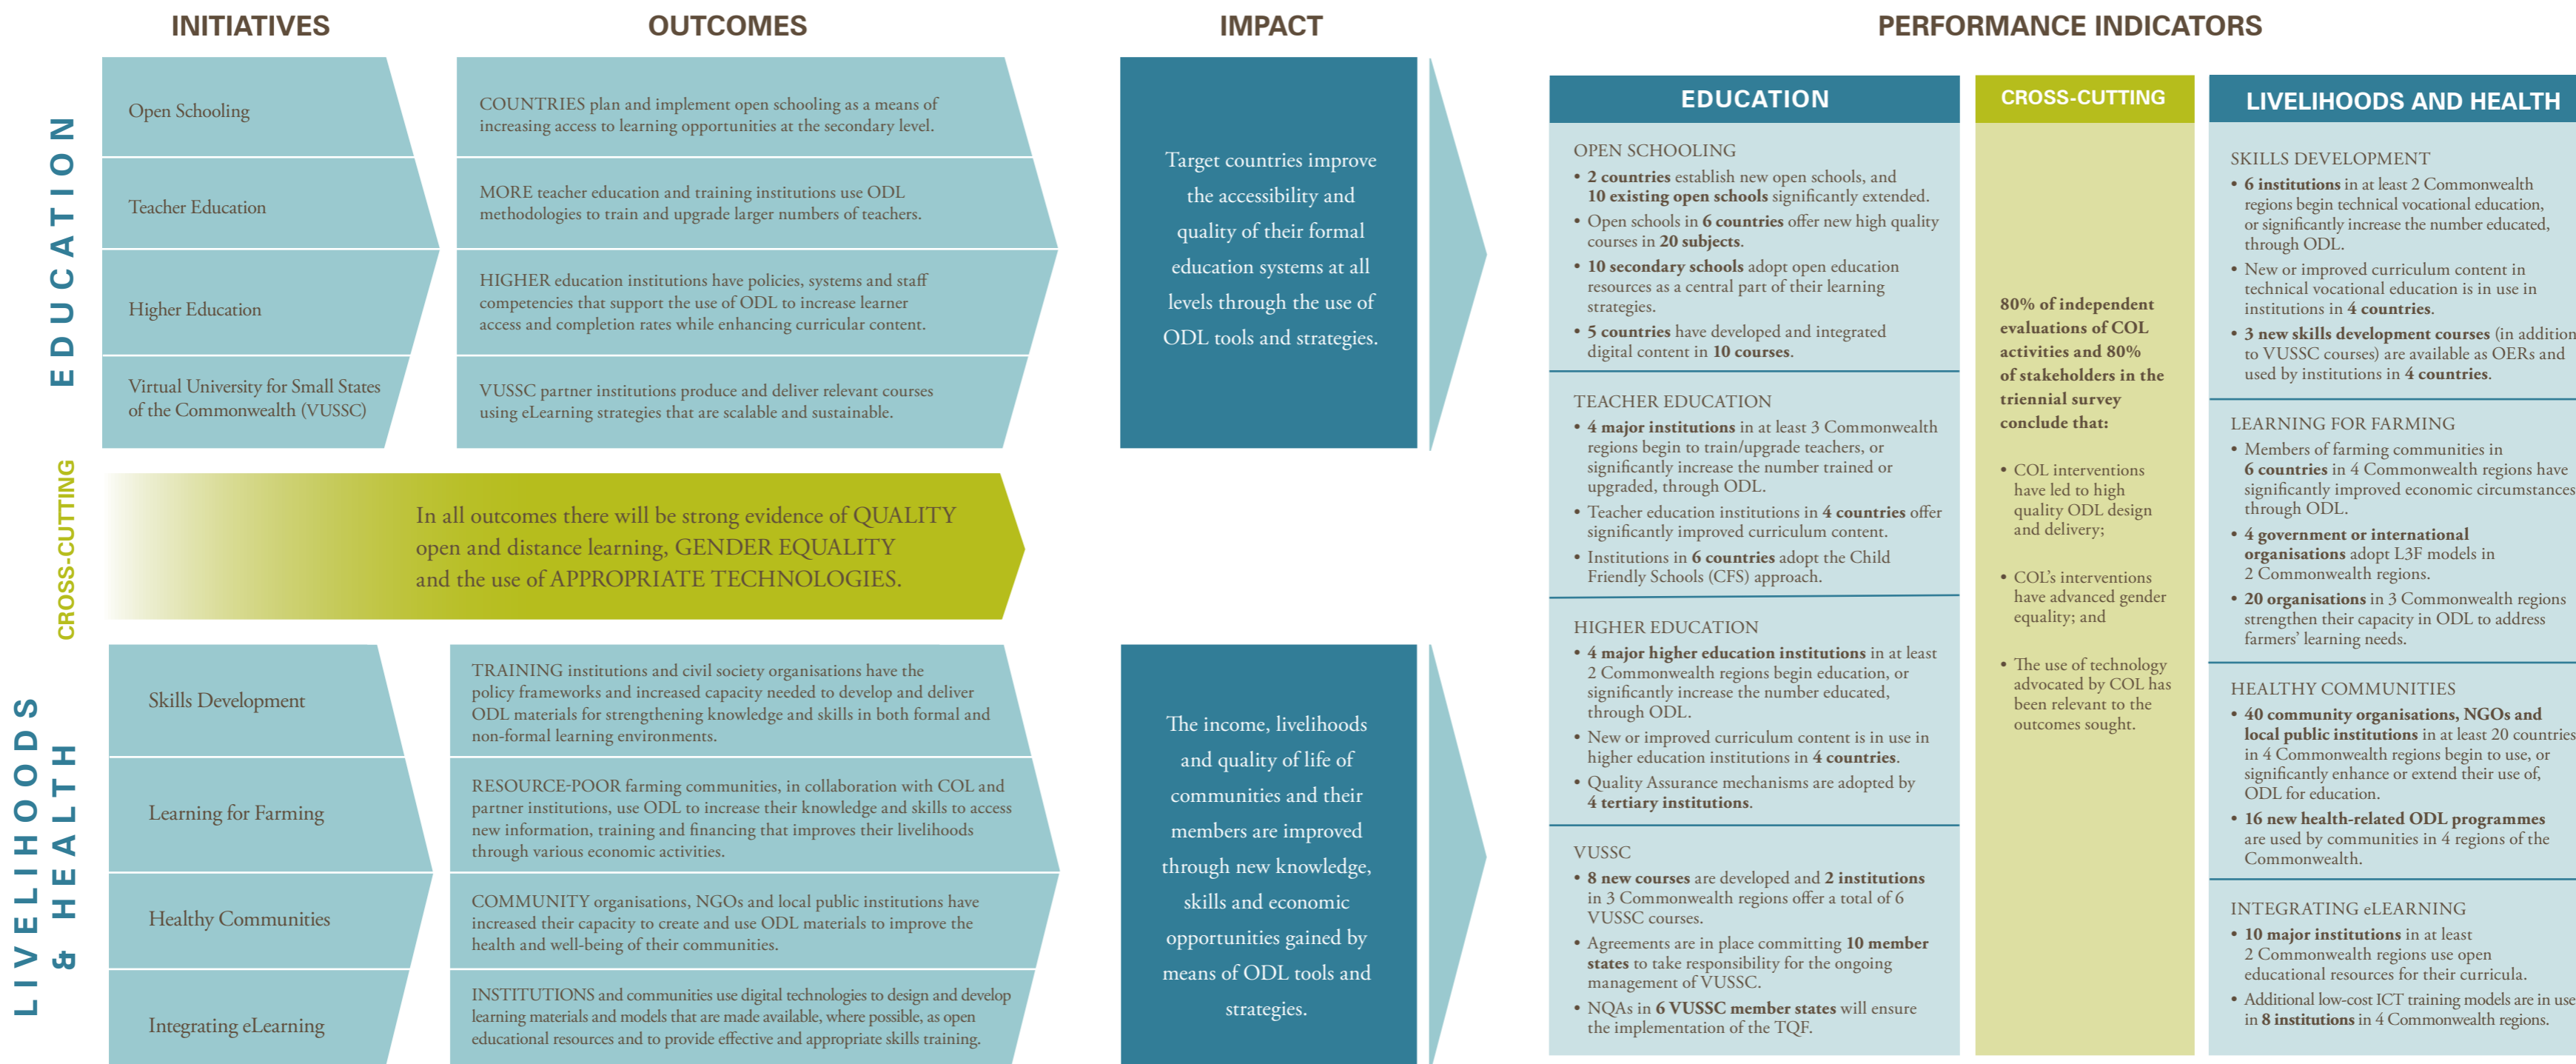 INITIATIVES
OUTCOMES
IMPACT
PERFORMANCE INDICATORS
EDUCATION
Open Schooling
COUNTRIES plan and implement open schooling as a means of
increasing access to learning opportunities at the secondary level.
Teacher Education
MORE teacher education and training institutions use ODL
methodologies to train and upgrade larger numbers of teachers.
Higher Education
HIGHER education institutions have policies, systems and staff
competencies that support the use of ODL to increase learner
access and completion rates while enhancing curricular content.
Virtual University for Small States
of the Commonwealth (VUSSC)
VUSSC partner institutions produce and deliver relevant courses
using eLearning strategies that are scalable and sustainable.
Target countries improve
the accessibility and
quality of their formal
education systems at all
levels through the use of
ODL tools and strategies.
CROSS-CUTTING
In all outcomes there will be strong evidence of QUALITY
open and distance learning, GENDER EQUALITY
and the use of APPROPRIATE TECHNOLOGIES.
LIVELIHOODS
& HEALTH
Skills Development
TRAINING institutions and civil society organisations have the
policy frameworks and increased capacity needed to develop and deliver
ODL materials for strengthening knowledge and skills in both formal and
non-formal learning environments.
Learning for Farming
RESOURCE-POOR farming communities, in collaboration with COL and
partner institutions, use ODL to increase their knowledge and skills to access
new information, training and financing that improves their livelihoods
through various economic activities.
Healthy Communities
COMMUNITY organisations, NGOs and local public institutions have
increased their capacity to create and use ODL materials to improve the
health and well-being of their communities.
Integrating eLearning
INSTITUTIONS and communities use digital technologies to design and develop
learning materials and models that are made available, where possible, as open
educational resources and to provide effective and appropriate skills training.
The income, livelihoods
and quality of life of
communities and their
members are improved
through new knowledge,
skills and economic
opportunities gained by
means of ODL tools and
strategies.
EDUCATION
OPEN SCHOOLING
• 2 countries establish new open schools, and
10 existing open schools significantly extended.
• Open schools in 6 countries offer new high quality
courses in 20 subjects.
• 10 secondary schools adopt open education
resources as a central part of their learning
strategies.
• 5 countries have developed and integrated
digital content in 10 courses.
TEACHER EDUCATION
• 4 major institutions in at least 3 Commonwealth
regions begin to train/upgrade teachers, or
significantly increase the number trained or
upgraded, through ODL.
• Teacher education institutions in 4 countries offer
significantly improved curriculum content.
• Institutions in 6 countries adopt the Child
Friendly Schools (CFS) approach.
HIGHER EDUCATION
• 4 major higher education institutions in at least
2 Commonwealth regions begin education, or
significantly increase the number educated,
through ODL.
• New or improved curriculum content is in use in
higher education institutions in 4 countries.
• Quality Assurance mechanisms are adopted by
4 tertiary institutions.
VUSSC
• 8 new courses are developed and 2 institutions
in 3 Commonwealth regions offer a total of 6
VUSSC courses.
• Agreements are in place committing 10 member
states to take responsibility for the ongoing
management of VUSSC.
• NQAs in 6 VUSSC member states will ensure
the implementation of the TQF.
CROSS-CUTTING
80% of independent
evaluations of COL
activities and 80%
of stakeholders in the
triennial survey
conclude that:
• COL interventions
have led to high
quality ODL design
and delivery;
• COL's interventions
have advanced gender
equality; and
• The use of technology
advocated by COL has
been relevant to the
outcomes sought.
LIVELIHOODS AND HEALTH
SKILLS DEVELOPMENT
• 6 institutions in at least 2 Commonwealth
regions begin technical vocational education,
or significantly increase the number educated,
through ODL.
• New or improved curriculum content in
technical vocational education is in use in
institutions in 4 countries.
• 3 new skills development courses (in addition
to VUSSC courses) are available as OERs and
used by institutions in 4 countries.
LEARNING FOR FARMING
• Members of farming communities in
6 countries in 4 Commonwealth regions have
significantly improved economic circumstances
through ODL.
• 4 government or international
organisations adopt L3F models in
2 Commonwealth regions.
• 20 organisations in 3 Commonwealth regions
strengthen their capacity in ODL to address
farmers' learning needs.
HEALTHY COMMUNITIES
• 40 community organisations, NGOs and
local public institutions in at least 20 countries
in 4 Commonwealth regions begin to use, or
significantly enhance or extend their use of,
ODL for education.
• 16 new health-related ODL programmes
are used by communities in 4 regions of the
Commonwealth.
INTEGRATING eLEARNING
• 10 major institutions in at least
2 Commonwealth regions use open
educational resources for their curricula.
• Additional low-cost ICT training models are in use
in 8 institutions in 4 Commonwealth regions.